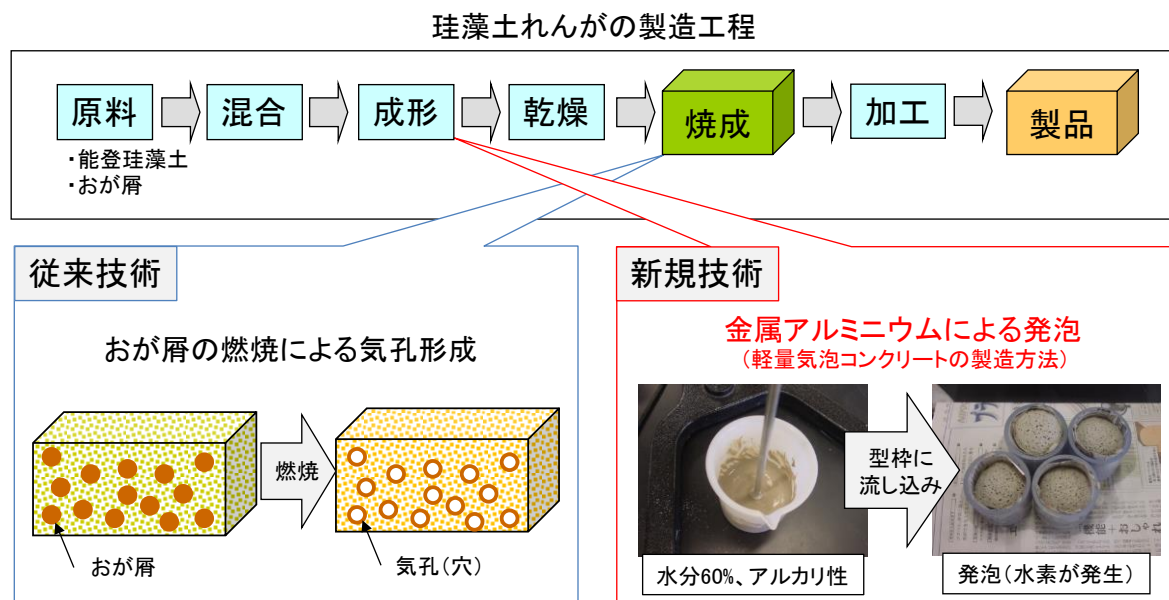 珪藻土れんがの製造工程
原料
混合
成形
乾燥
焼成
加工
製品
・能登珪藻土
・おが屑
従来技術
おが屑の燃焼による気孔形成
燃焼
おが屑
気孔(穴)
新規技術
金属アルミニウムによる発泡
(軽量気泡コンクリートの製造方法)
型枠に
流し込み
水分60%、アルカリ性
発泡(水素が発生)